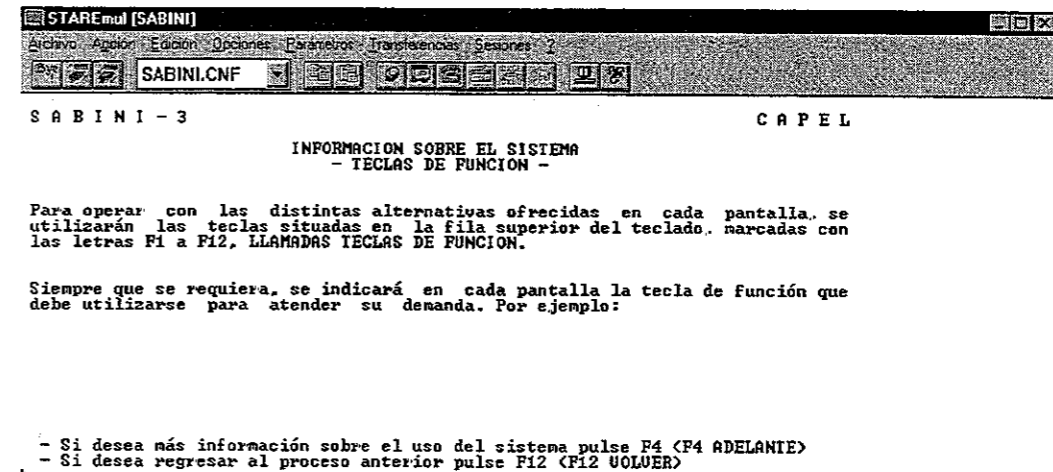 STAREmul [SABINI]
Archivo Acción Edición Opciones Parámetros Transferencias Sesiones ?
SABINI.CNF
S A B I N I - 3 C A P E L
INFORMACION SOBRE EL SISTEMA
- TECLAS DE FUNCION -
Para operar con las distintas alternativas ofrecidas en cada pantalla, se
utilizarán las teclas situadas en la fila superior del teclado, marcadas con
las letras F1 a F12, LLAMADAS TECLAS DE FUNCION.
Siempre que se requiera, se indicará en cada pantalla la tecla de función que
debe utilizarse para atender su demanda. Por ejemplo:
- Si desea más información sobre el uso del sistema pulse F4 <F4 ADELANTE>
- Si desea regresar al proceso anterior pulse F12 <F12 VOLVER>